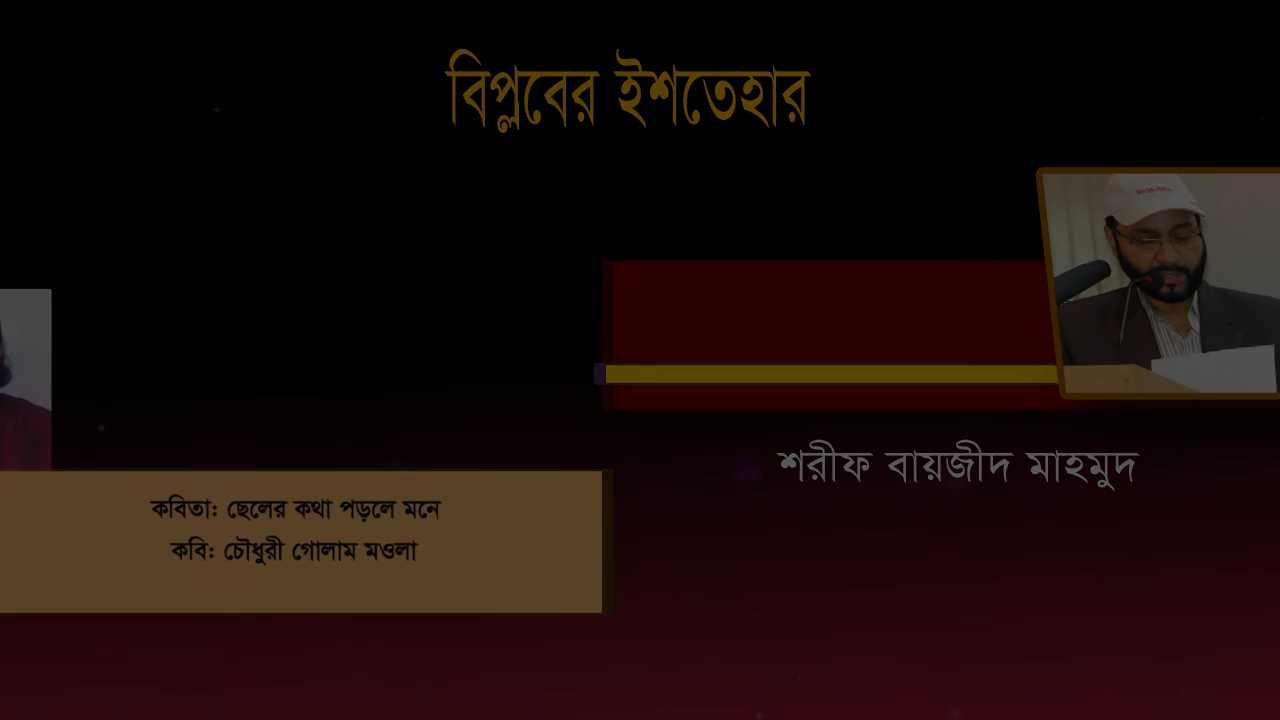 বিপ্লবের ইশতেহার
শরীফ বায়জীদ মাহমুদ
কবিতা: ছেলের কথা পড়লে মনে
কবি: চৌধুরী গোলাম মওলা